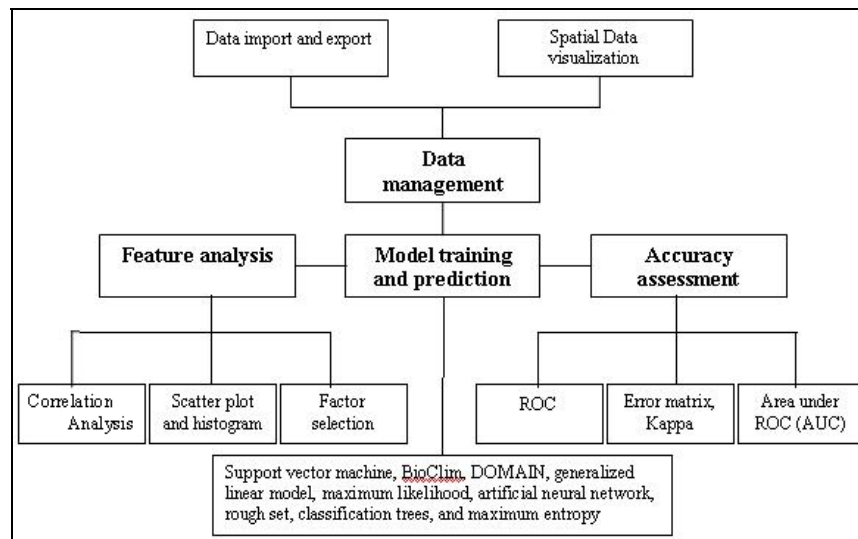 Data import and export
Spatial Data
visualization
Data
management
Feature analysis
Model training
and prediction
Accuracy
assessment
Correlation
Analysis
Scatter plot
and histogram
Factor
selection
ROC
Error matrix,
Kappa
Area under
ROC (AUC)
Support vector machine, BioClim, DOMAIN, generalized
linear model, maximum likelihood, artificial neural network,
rough set, classification trees, and maximum entropy